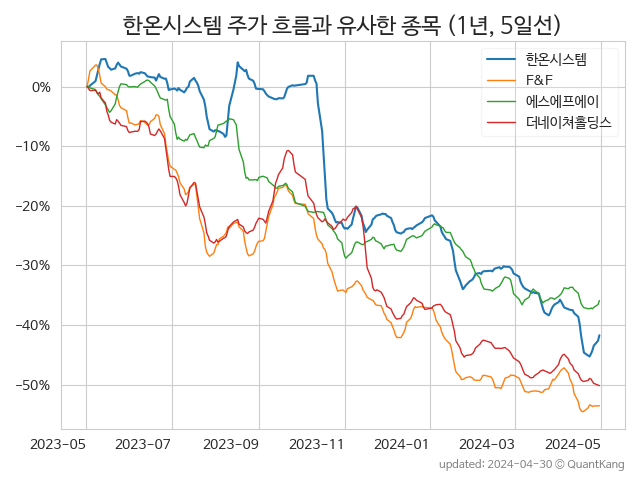 한온시스템 주가 흐름과 유사한 종목 (1년, 5일선)
한온시스템
F&F
에스에프에이
더네이쳐홀딩스
0%
−10%
−20%
−30%
−40%
−50%
2023-05
2023-07
2023-09
2023-11
2024-01
2024-03
2024-05
updated: 2024-04-30 © QuantKang